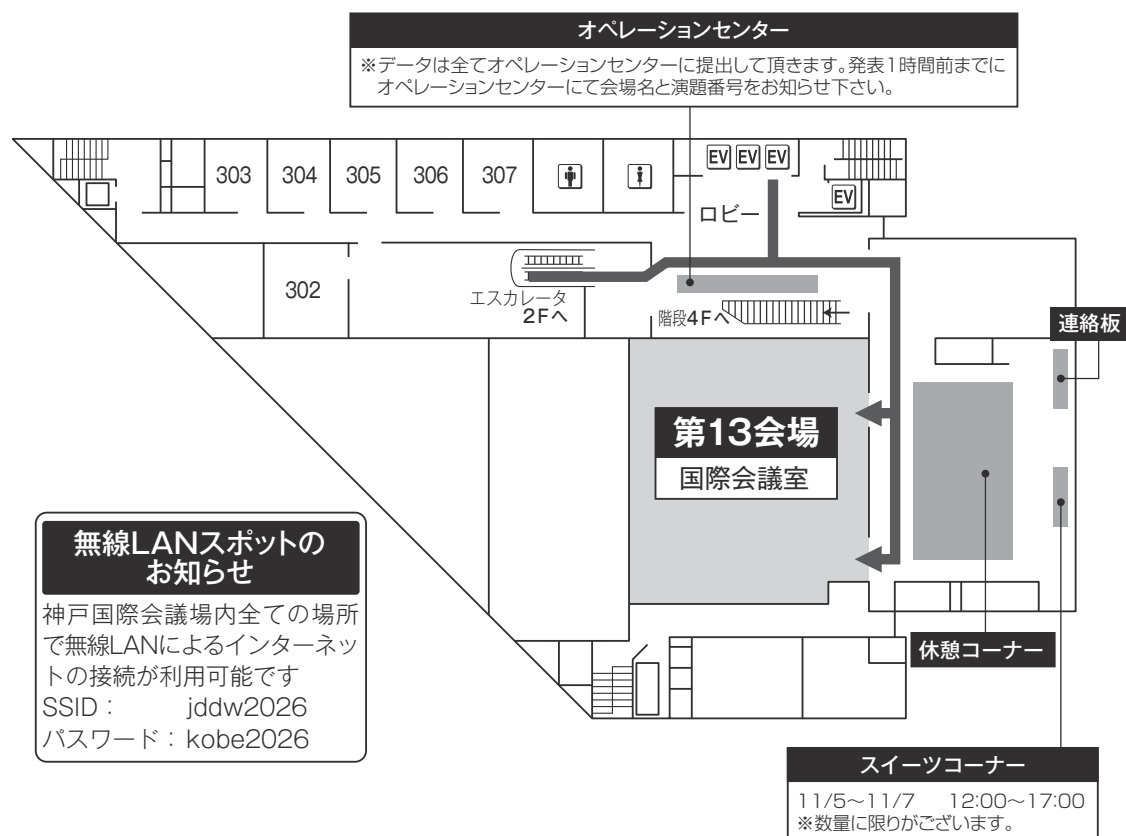 オペレーションセンター
※データは全てオペレーションセンターに提出して頂きます。発表1時間前までに
オペレーションセンターにて会場名と演題番号をお知らせ下さい。
303
304
305
306
307
EV
EV
EV
EV
ロビー
302
エスカレータ
2Fへ
階段4Fへ
連絡板
第13会場
国際会議室
無線LANスポットの
お知らせ
神戸国際会議場内全ての場所
で無線LANによるインターネッ
トの接続が利用可能です
SSID： jddw2026
パスワード：kobe2026
休憩コーナー
スイーツコーナー
11/5～11/7 12:00～17:00
※数量に限りがございます。